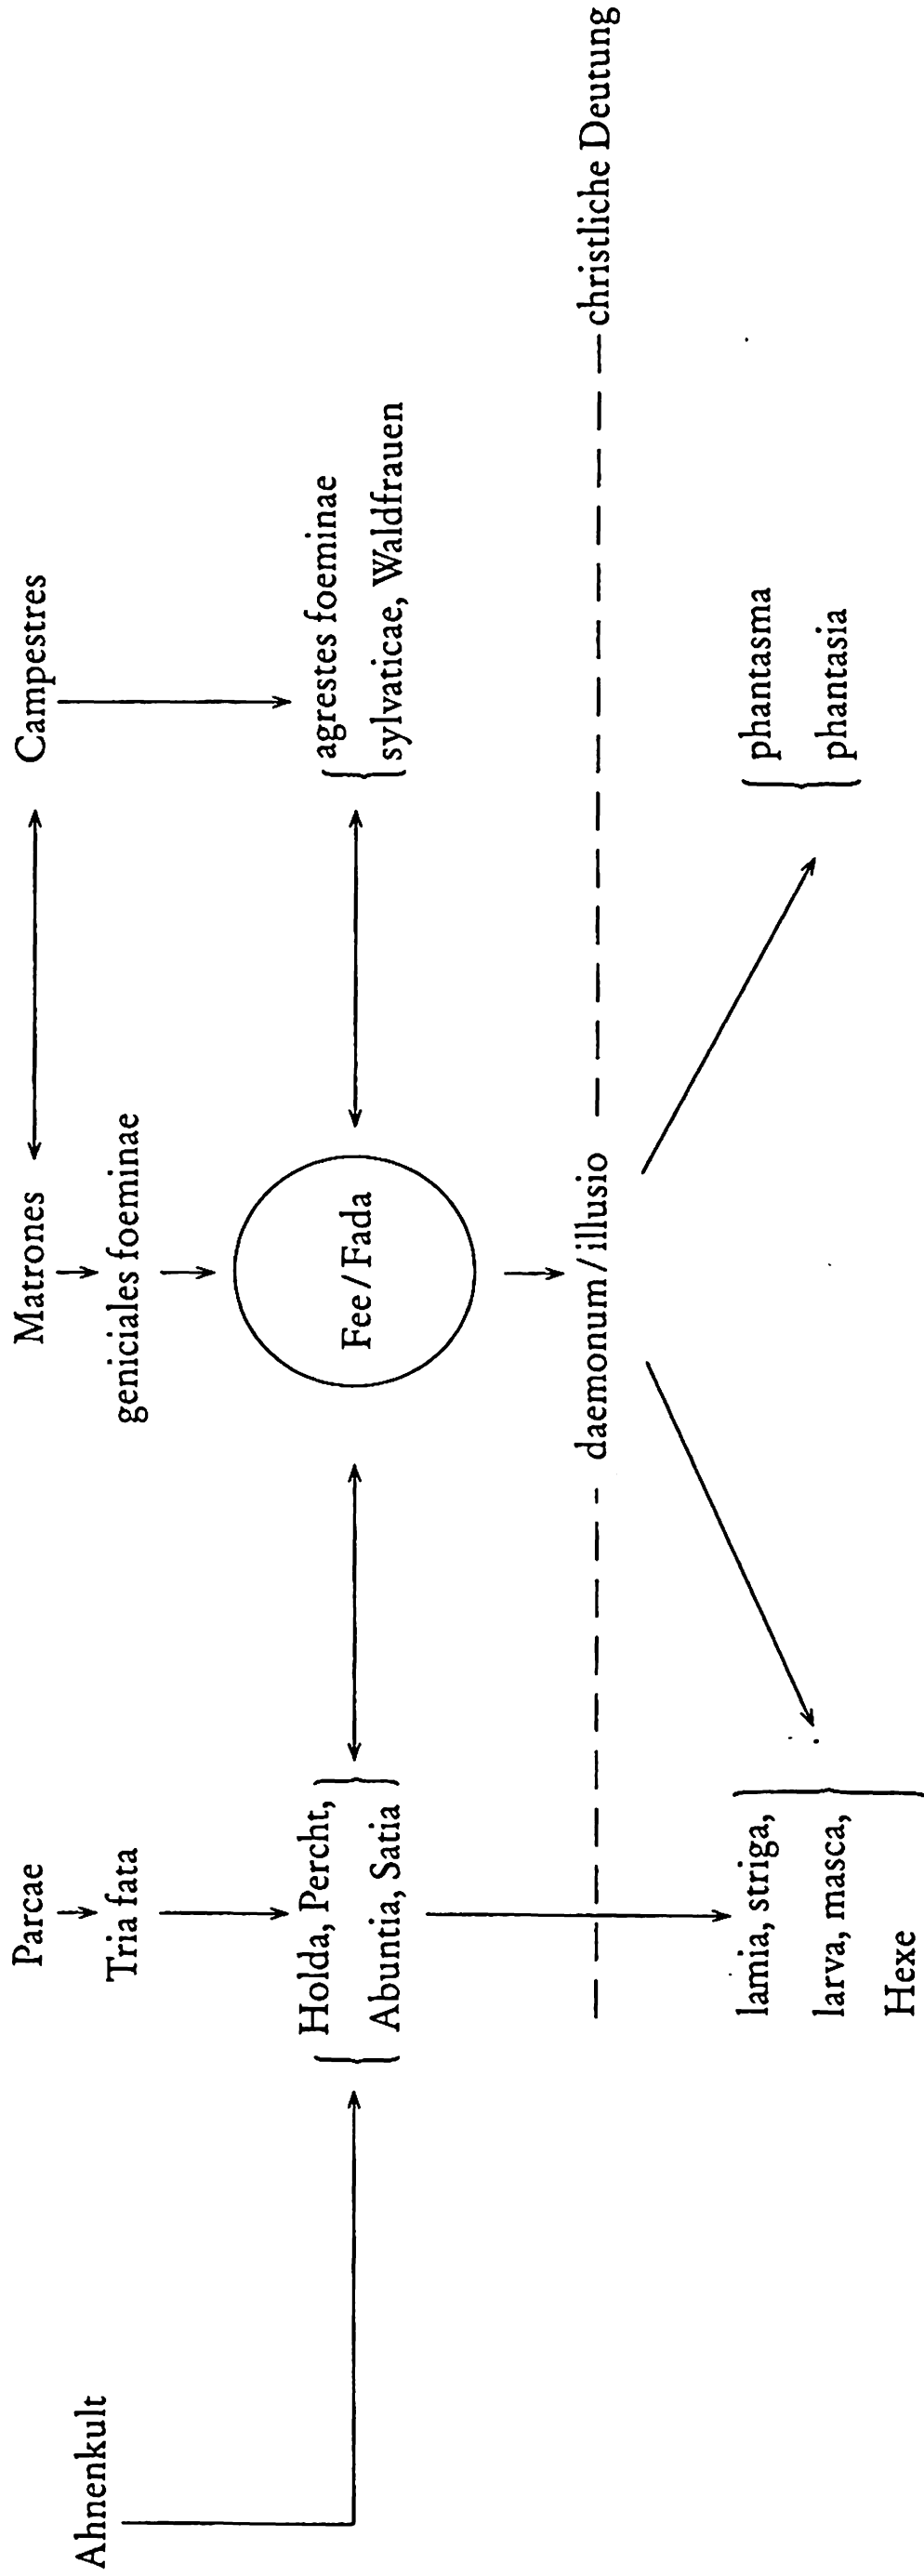 Ahnenkult
Parcae
Tria fata
Matrones
geniciales foeminae
Campestres
Holda, Percht,
Abuntia, Satia
Fee / Fada
agrestes foeminae
sylvaticae, Waldfrauen
daemonum / illusio
christliche Deutung
lamia, striga,
larva, masca,
Hexe
phantasma
phantasia